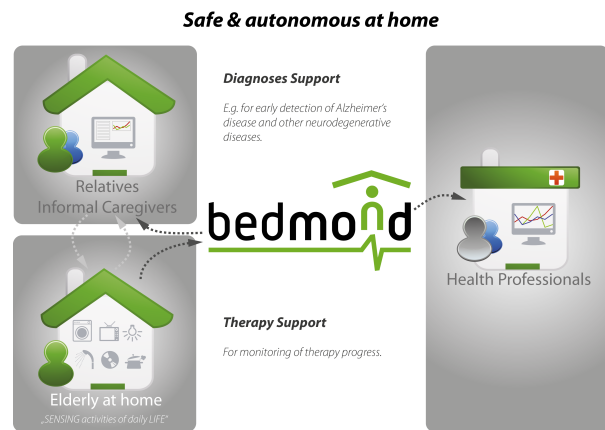 Safe & autonomous at home
Diagnoses Support
E.g. for early detection of Alzheimer's
disease and other neurodegenerative
diseases.
Relatives
Informal Caregivers
bedmond
Health Professionals
Therapy Support
For monitoring of therapy progress.
Elderly at home
„SENSING activities of daily LIFE"